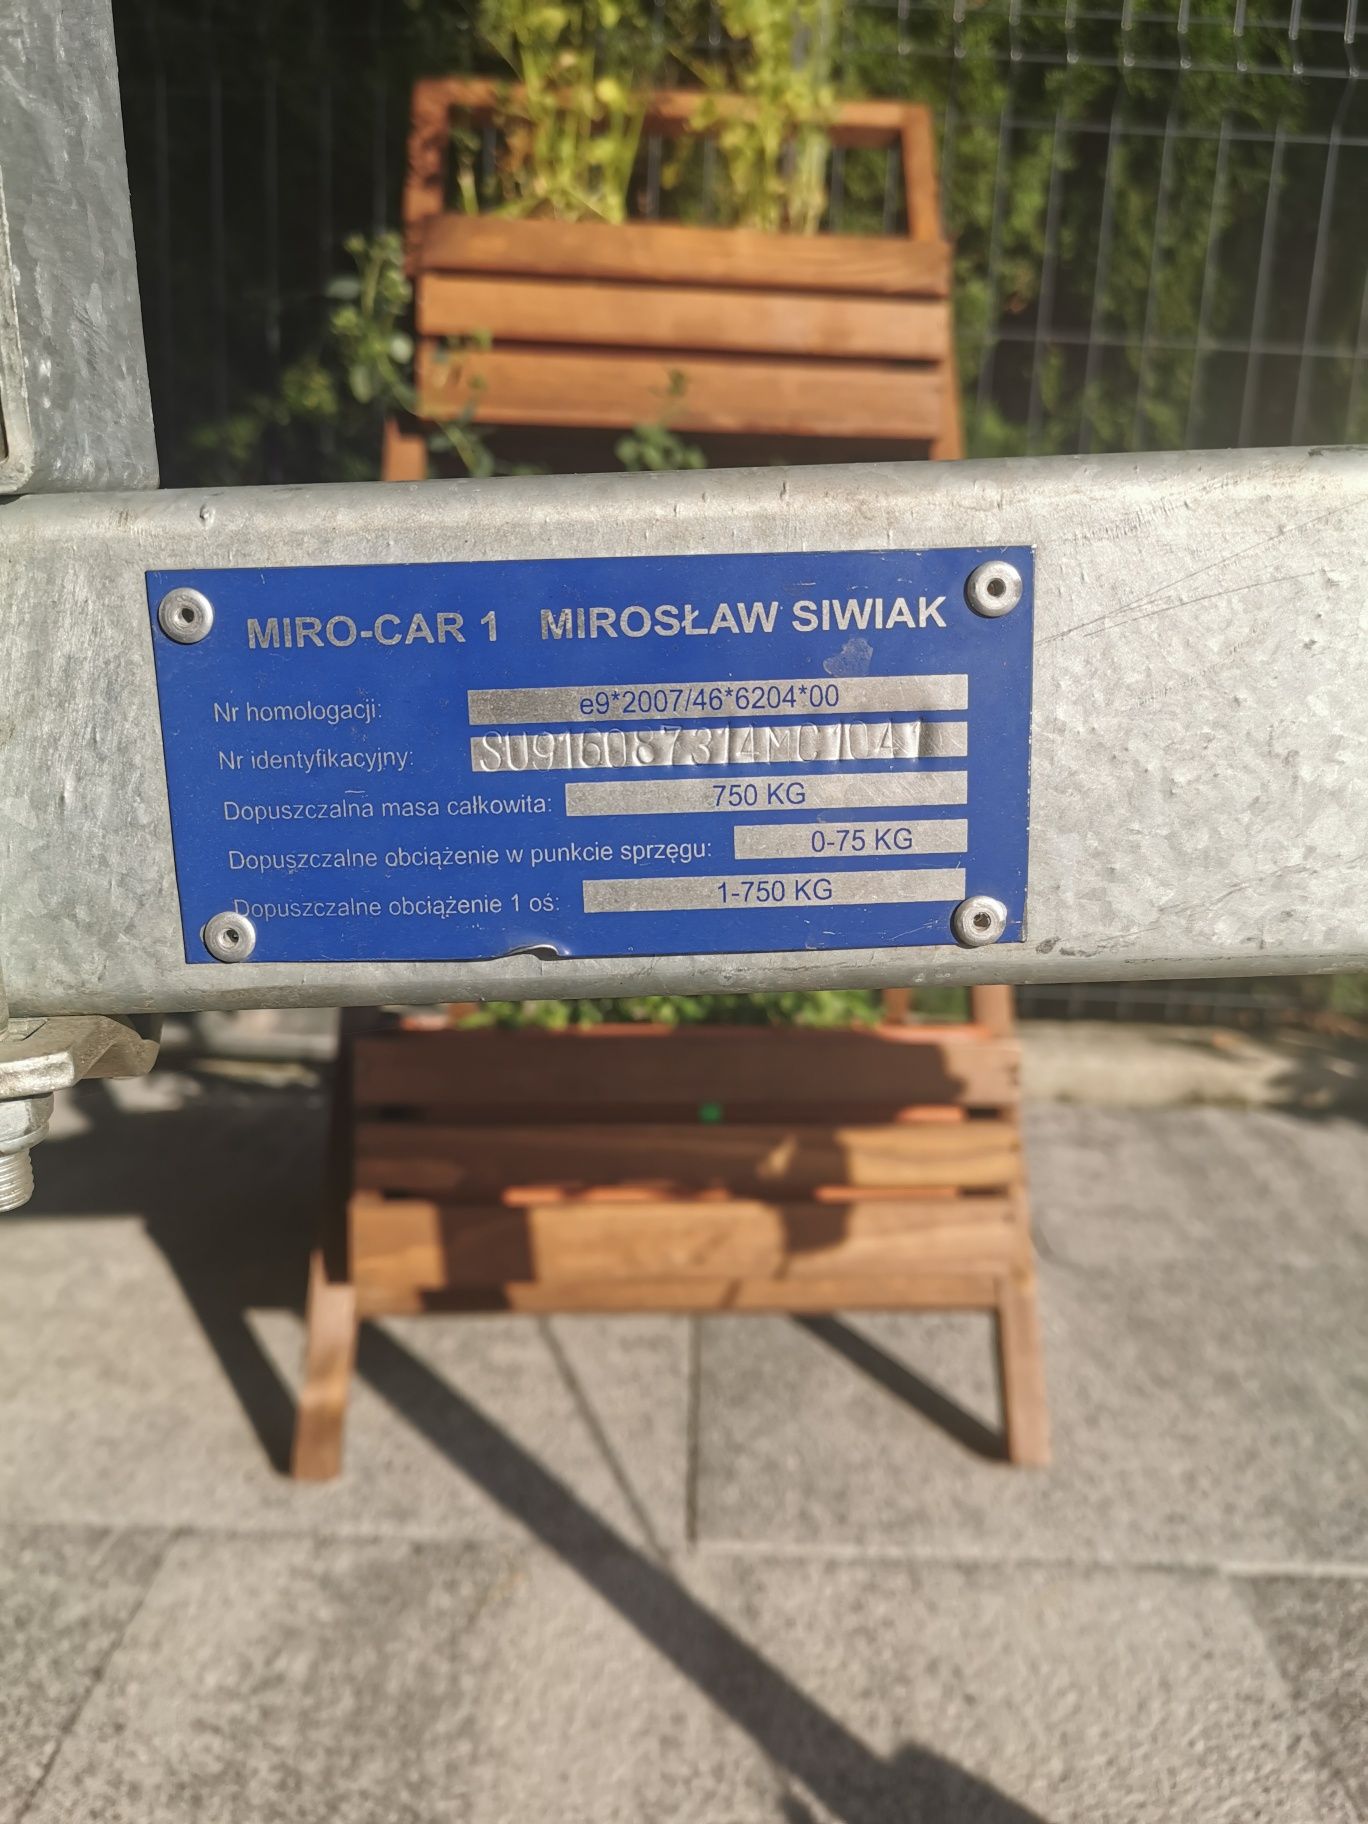 MIRO-CAR 1 MIROSŁAW SIWIAK
Nr homologacji: e9*2007/46*6204*00
Nr identyfikacyjny: SU916087314MC1041
Dopuszczalna masa całkowita: 750 KG
Dopuszczalne obciążenie w punkcie sprzęgu: 0-75 KG
Dopuszczalne obciążenie 1 oś: 1-750 KG